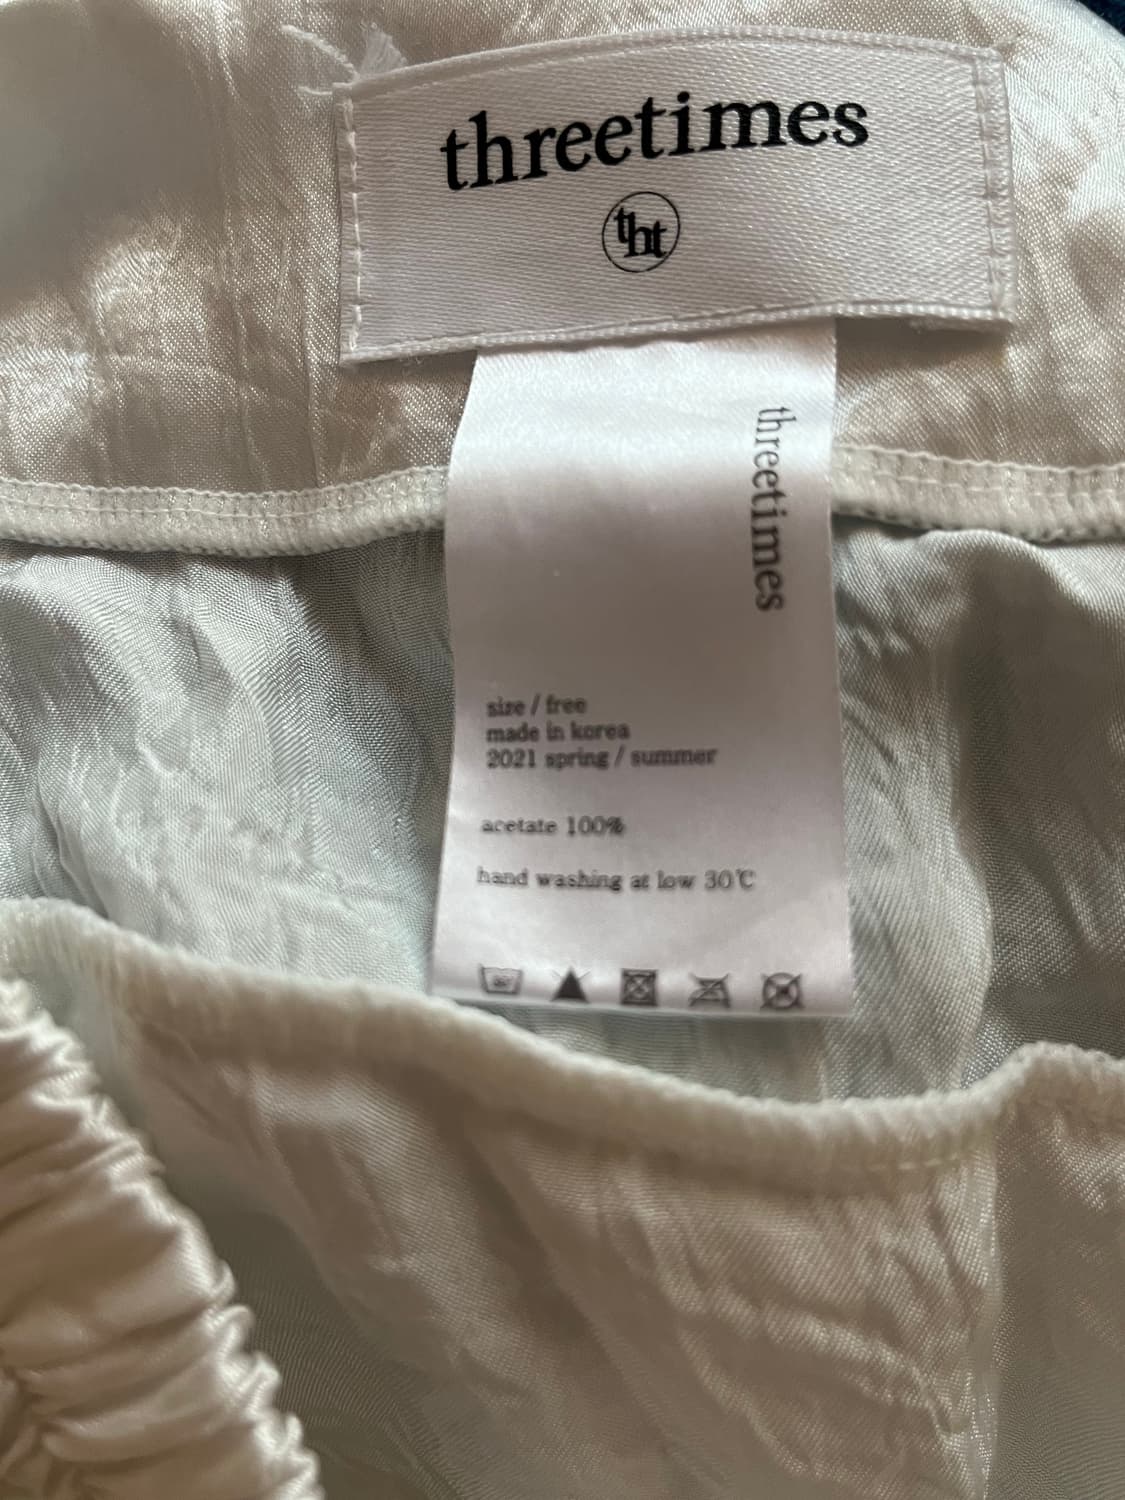 threetimes
tht
threetimes
size / free
made in korea
2021 spring / summer
acetate 100%
hand washing at low 30℃